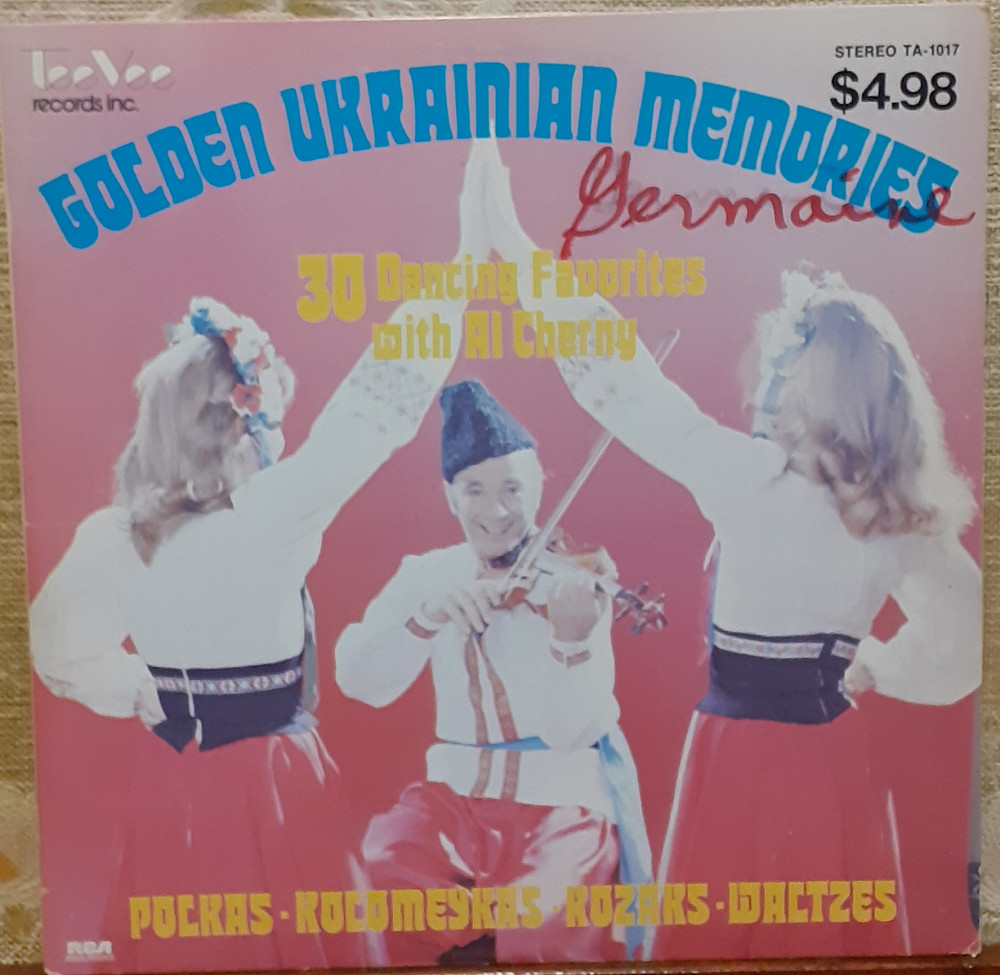 TeeVee
records inc.
STEREO TA-1017
$4.98
GOLDEN UKRAINIAN MEMORIES
Germaine
30 Dancing Favorites
with Al Cherny
POLKAS · KOLOMEYKAS · KOZAKS · WALTZES
RCA